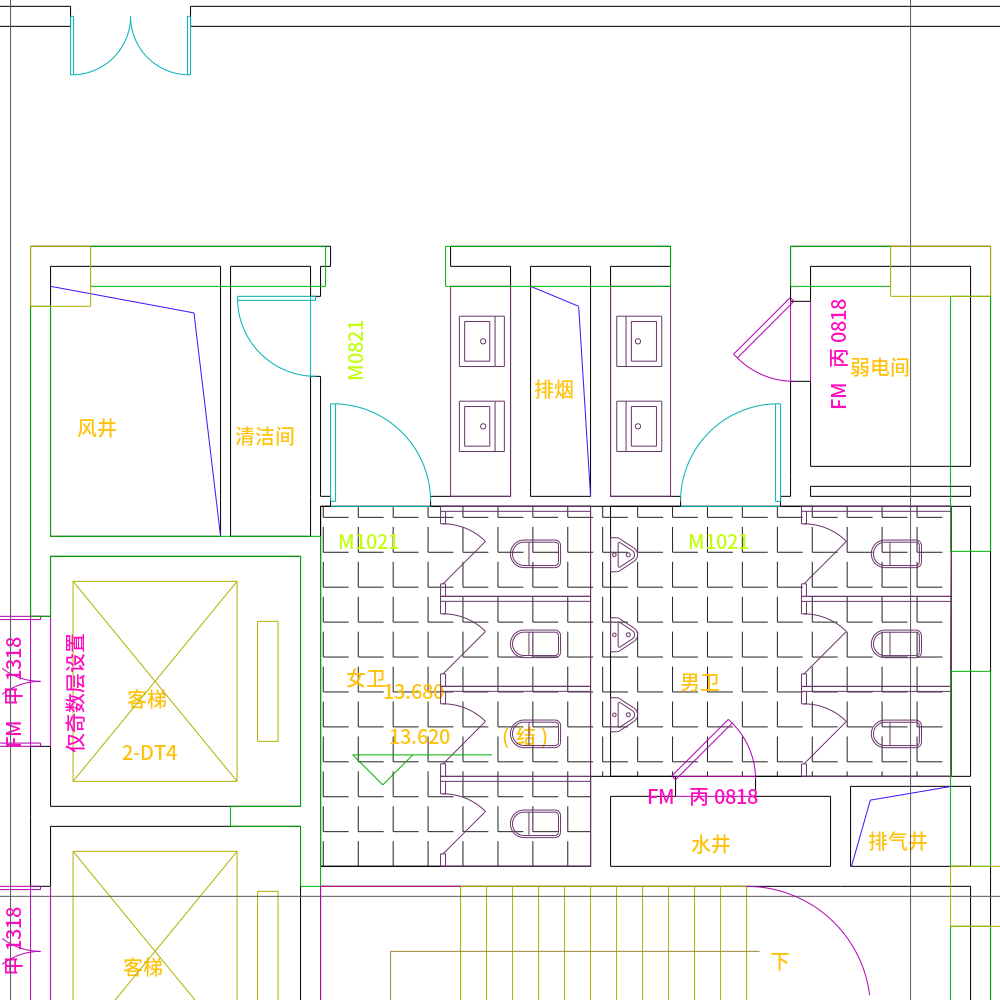 M0821
FM 丙 0818
弱电间
排烟
风井
清洁间
M1021
M1021
FM 甲 1318
仅奇数层设置
客梯
2-DT4
女卫
13.680
13.620 (结)
男卫
FM 丙 0818
水井
排气井
甲 1318
客梯
下